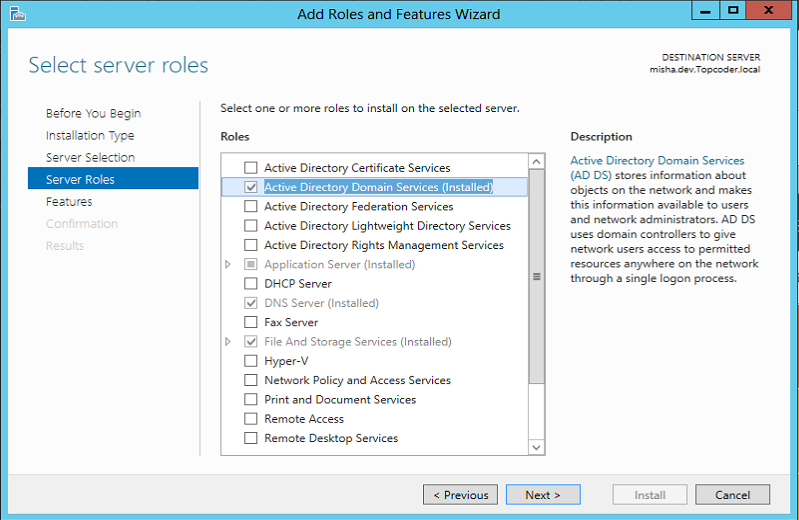 Add Roles and Features Wizard
Select server roles
DESTINATION SERVER
misha.dev.Topcoder.local
Before You Begin
Installation Type
Server Selection
Server Roles
Features
Confirmation
Results
Select one or more roles to install on the selected server.
Roles
Active Directory Certificate Services
Active Directory Domain Services (Installed)
Active Directory Federation Services
Active Directory Lightweight Directory Services
Active Directory Rights Management Services
Application Server (Installed)
DHCP Server
DNS Server (Installed)
Fax Server
File And Storage Services (Installed)
Hyper-V
Network Policy and Access Services
Print and Document Services
Remote Access
Remote Desktop Services
Description
Active Directory Domain Services
(AD DS) stores information about
objects on the network and makes
this information available to users
and network administrators. AD DS
uses domain controllers to give
network users access to permitted
resources anywhere on the network
through a single logon process.
< Previous
Next >
Install
Cancel